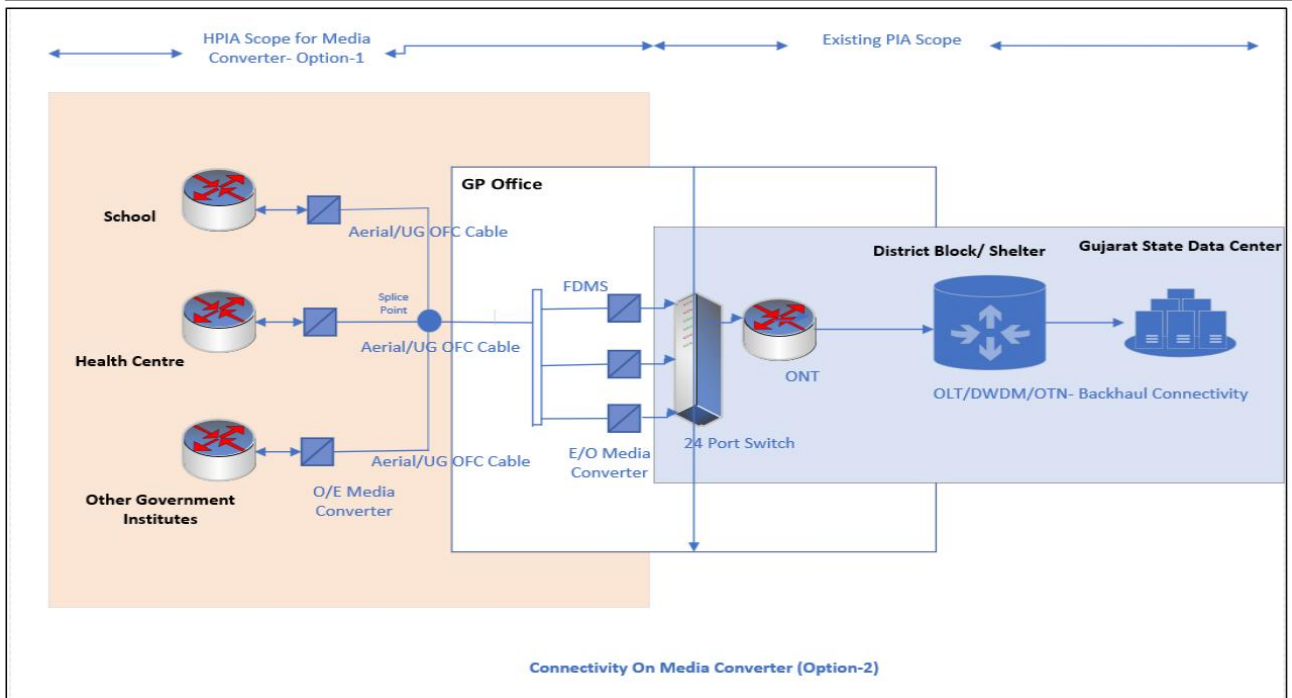 HPIA Scope for Media
Converter- Option-1
Existing PIA Scope
GP Office
School
Aerial/UG OFC Cable
District Block/ Shelter
Gujarat State Data Center
FDMS
Splice
Point
Health Centre
Aerial/UG OFC Cable
ONT
OLT/DWDM/OTN- Backhaul Connectivity
24 Port Switch
E/O Media
Converter
Aerial/UG OFC Cable
Other Government
Institutes
O/E Media
Converter
Connectivity On Media Converter (Option-2)